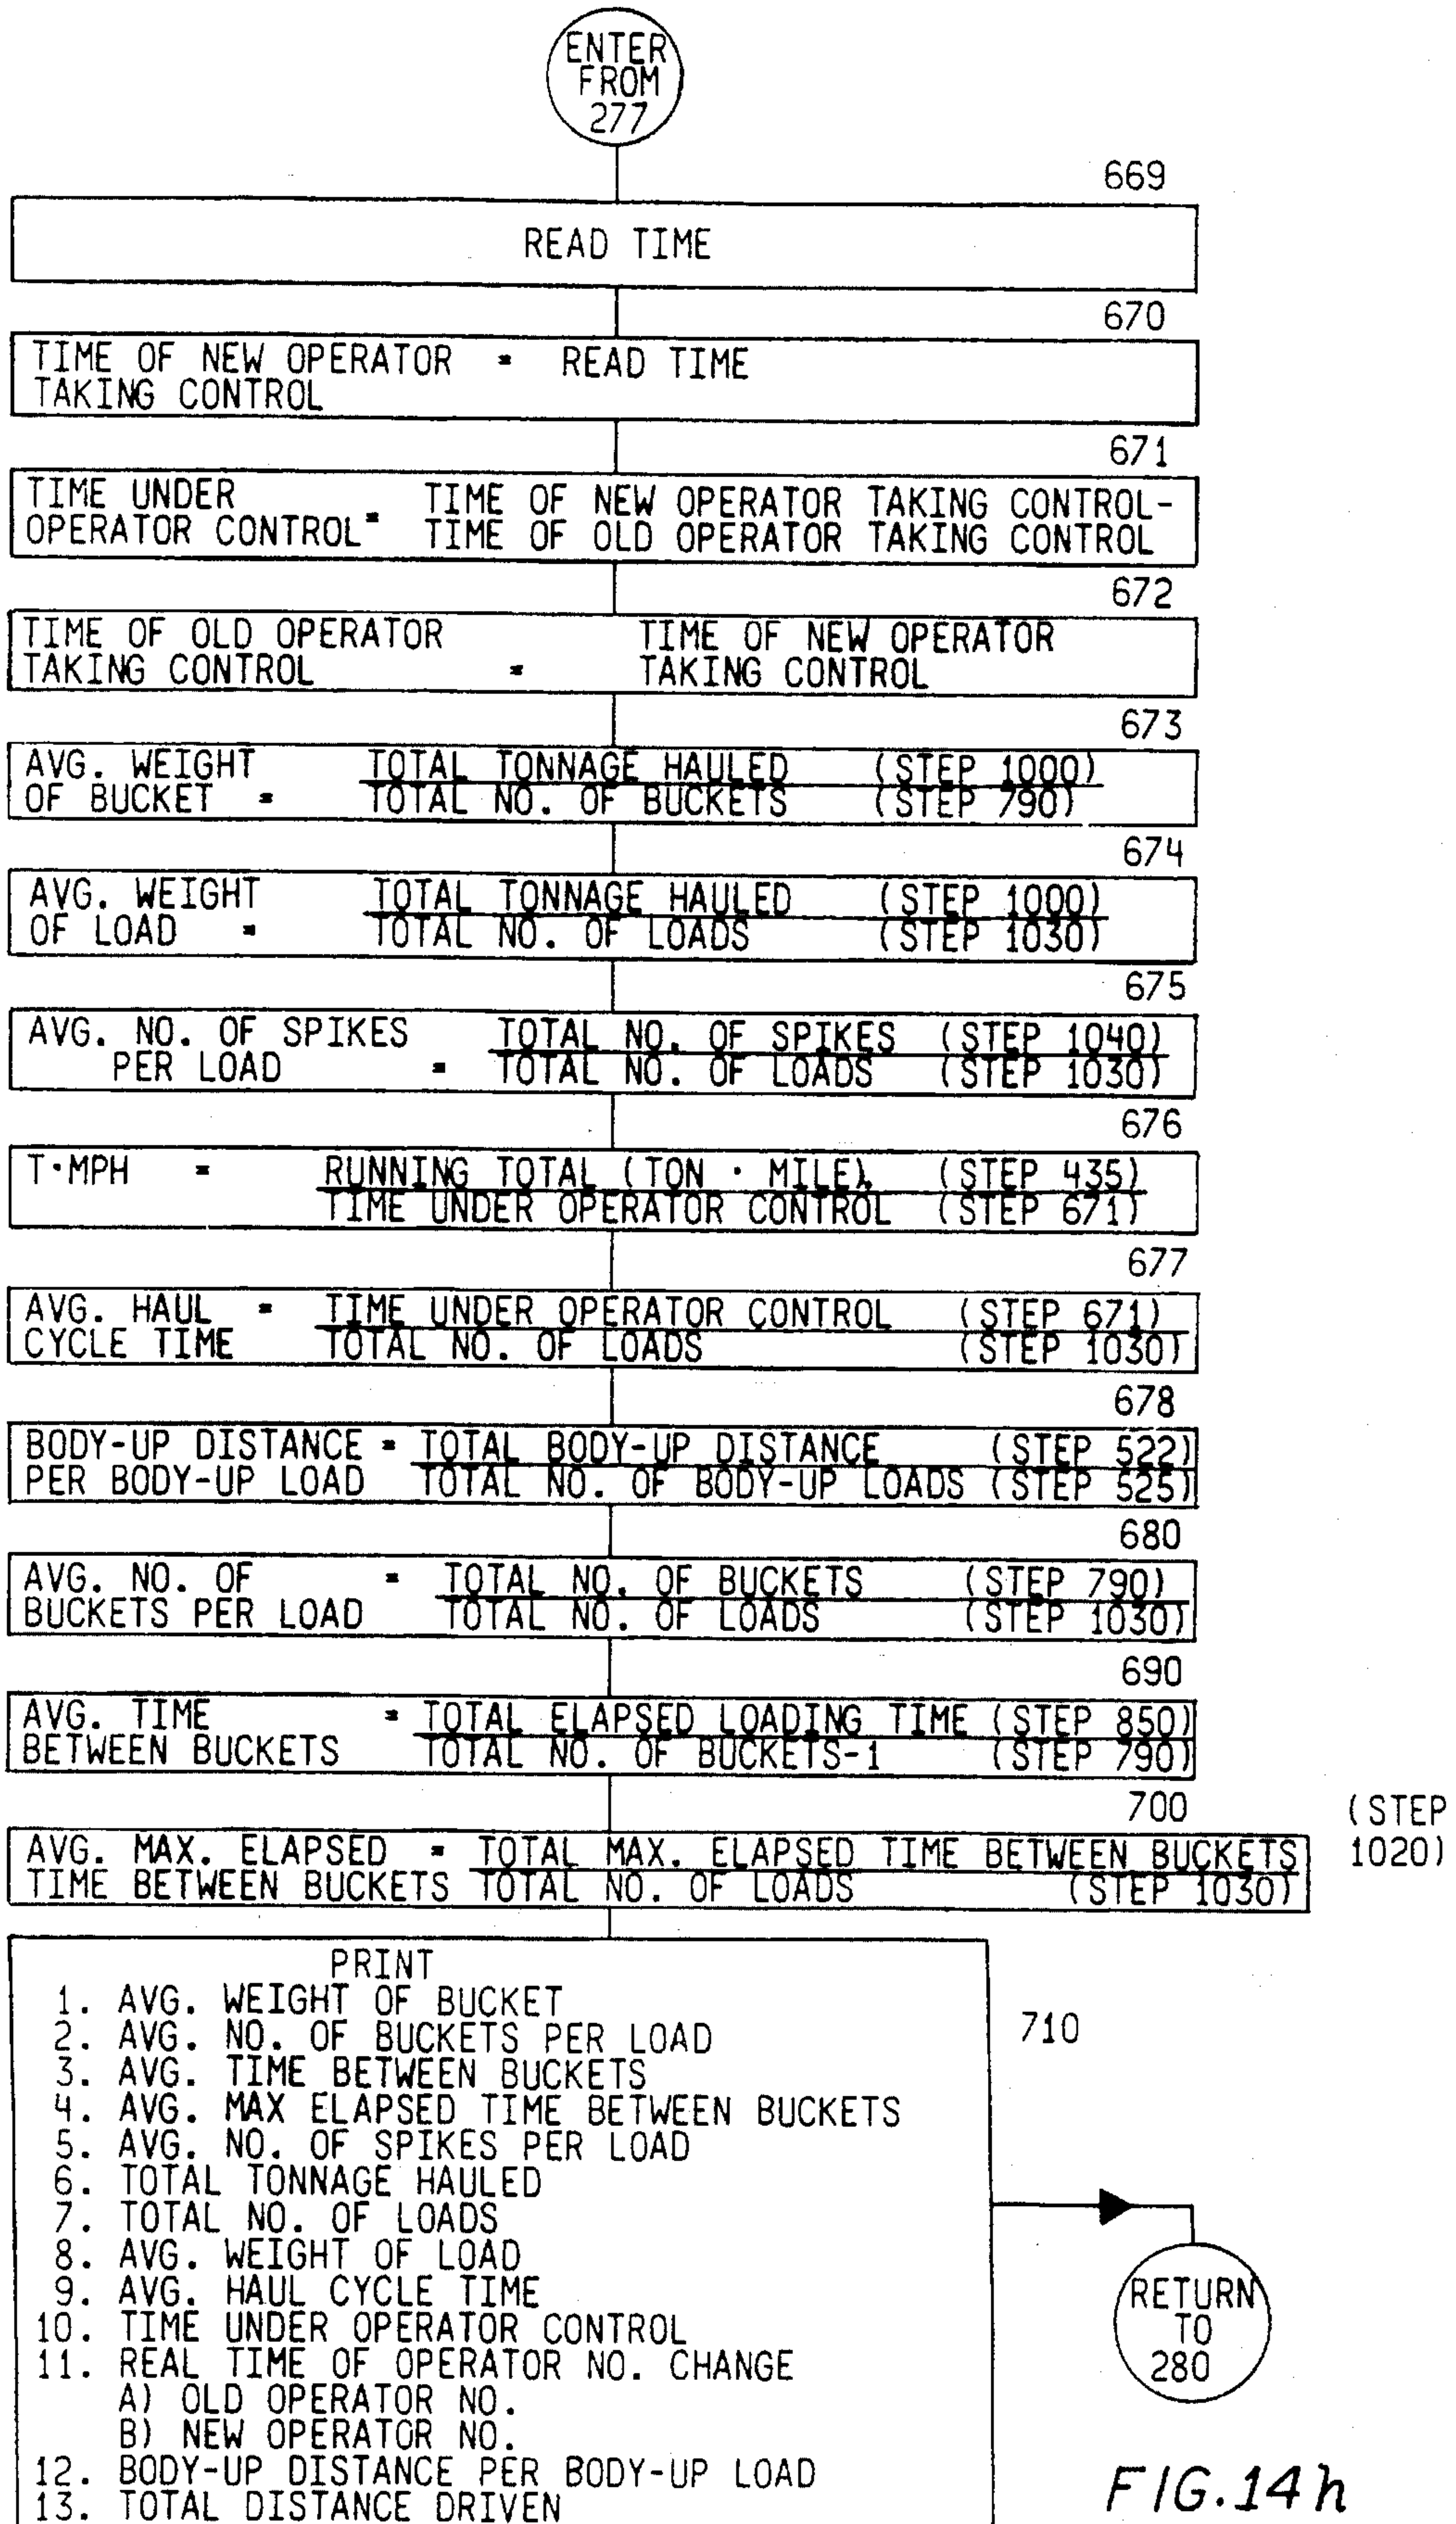 ENTER
FROM
277
669
READ TIME
670
TIME OF NEW OPERATOR = READ TIME
TAKING CONTROL
671
TIME UNDER TIME OF NEW OPERATOR TAKING CONTROL-
OPERATOR CONTROL = TIME OF OLD OPERATOR TAKING CONTROL
672
TIME OF OLD OPERATOR TIME OF NEW OPERATOR
TAKING CONTROL = TAKING CONTROL
673
AVG. WEIGHT TOTAL TONNAGE HAULED (STEP 1000)
OF BUCKET = TOTAL NO. OF BUCKETS (STEP 790)
674
AVG. WEIGHT TOTAL TONNAGE HAULED (STEP 1000)
OF LOAD = TOTAL NO. OF LOADS (STEP 1030)
675
AVG. NO. OF SPIKES TOTAL NO. OF SPIKES (STEP 1040)
PER LOAD = TOTAL NO. OF LOADS (STEP 1030)
676
T·MPH = RUNNING TOTAL (TON · MILE) (STEP 435)
TIME UNDER OPERATOR CONTROL (STEP 671)
677
AVG. HAUL = TIME UNDER OPERATOR CONTROL (STEP 671)
CYCLE TIME TOTAL NO. OF LOADS (STEP 1030)
678
BODY-UP DISTANCE = TOTAL BODY-UP DISTANCE (STEP 522)
PER BODY-UP LOAD TOTAL NO. OF BODY-UP LOADS (STEP 525)
680
AVG. NO. OF = TOTAL NO. OF BUCKETS (STEP 790)
BUCKETS PER LOAD TOTAL NO. OF LOADS (STEP 1030)
690
AVG. TIME = TOTAL ELAPSED LOADING TIME (STEP 850)
BETWEEN BUCKETS TOTAL NO. OF BUCKETS-1 (STEP 790)
700
AVG. MAX. ELAPSED = TOTAL MAX. ELAPSED TIME BETWEEN BUCKETS (STEP 1020)
TIME BETWEEN BUCKETS TOTAL NO. OF LOADS (STEP 1030)
PRINT
1. AVG. WEIGHT OF BUCKET
2. AVG. NO. OF BUCKETS PER LOAD
3. AVG. TIME BETWEEN BUCKETS
4. AVG. MAX ELAPSED TIME BETWEEN BUCKETS
5. AVG. NO. OF SPIKES PER LOAD
6. TOTAL TONNAGE HAULED
7. TOTAL NO. OF LOADS
8. AVG. WEIGHT OF LOAD
9. AVG. HAUL CYCLE TIME
10. TIME UNDER OPERATOR CONTROL
11. REAL TIME OF OPERATOR NO. CHANGE
A) OLD OPERATOR NO.
B) NEW OPERATOR NO.
12. BODY-UP DISTANCE PER BODY-UP LOAD
13. TOTAL DISTANCE DRIVEN
710
RETURN
TO
280
FIG.14h